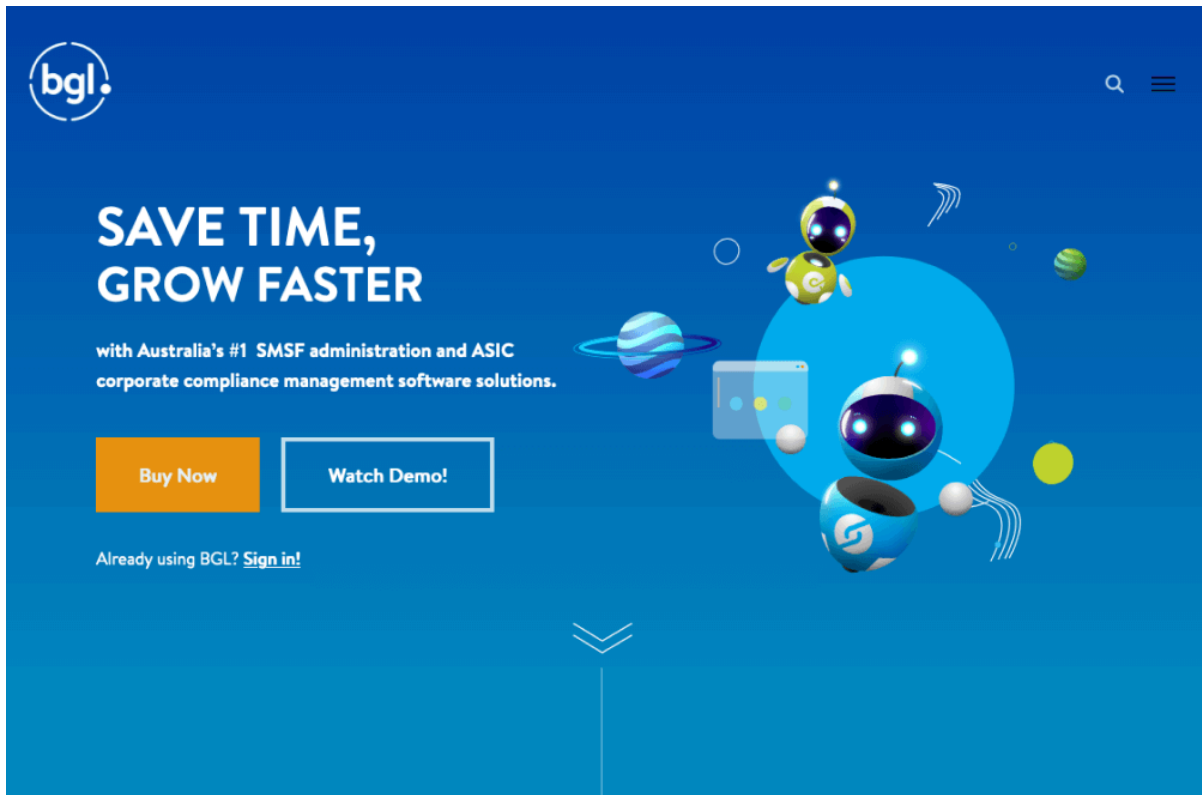 bgl.
SAVE TIME,
GROW FASTER
with Australia's #1 SMSF administration and ASIC
corporate compliance management software solutions.
Buy Now
Watch Demo!
Already using BGL? Sign in!